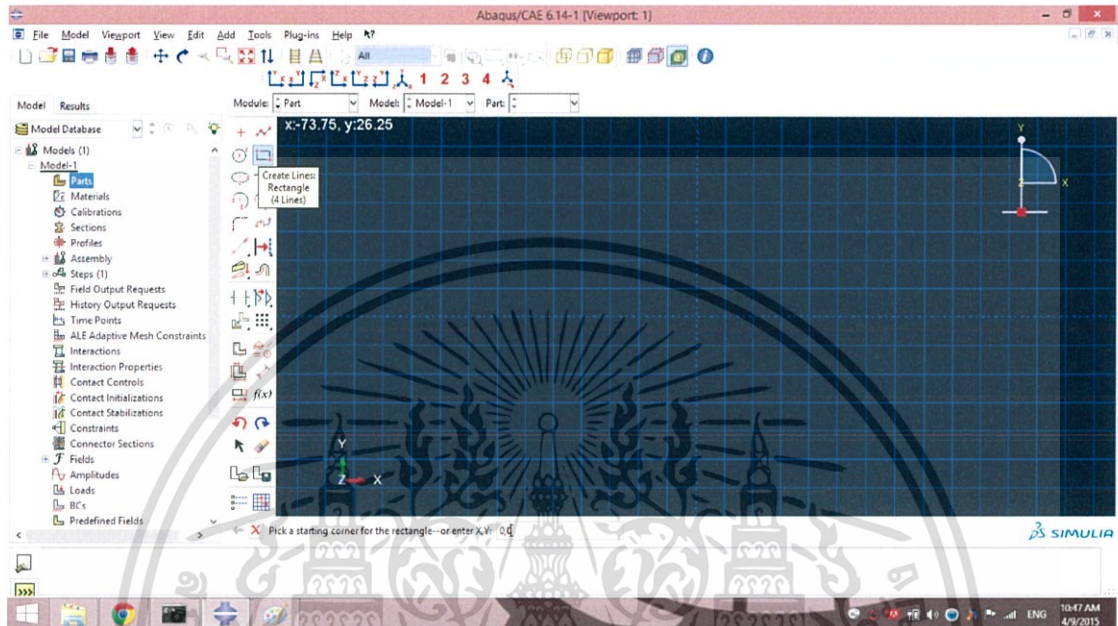 Abaqus/CAE 6.14-1 [Viewport: 1]
File Model Viewport View Edit Add Tools Plug-ins Help
All
1 2 3 4
Model Results
Module: Part Model: Model-1 Part:
Model Database
Models (1)
Model-1
Parts
Materials
Calibrations
Sections
Profiles
Assembly
Steps (1)
Field Output Requests
History Output Requests
Time Points
ALE Adaptive Mesh Constraints
Interactions
Interaction Properties
Contact Controls
Contact Initializations
Contact Stabilizations
Constraints
Connector Sections
Fields
Amplitudes
Loads
BCs
Predefined Fields
Create Lines:
Rectangle
(4 Lines)
f(x)
x:-73.75, y:26.25
Y
Z X
Y
Z X
Pick a starting corner for the rectangle--or enter X,Y: 0,0
SIMULIA
>>>
ENG
10:47 AM
4/9/2015